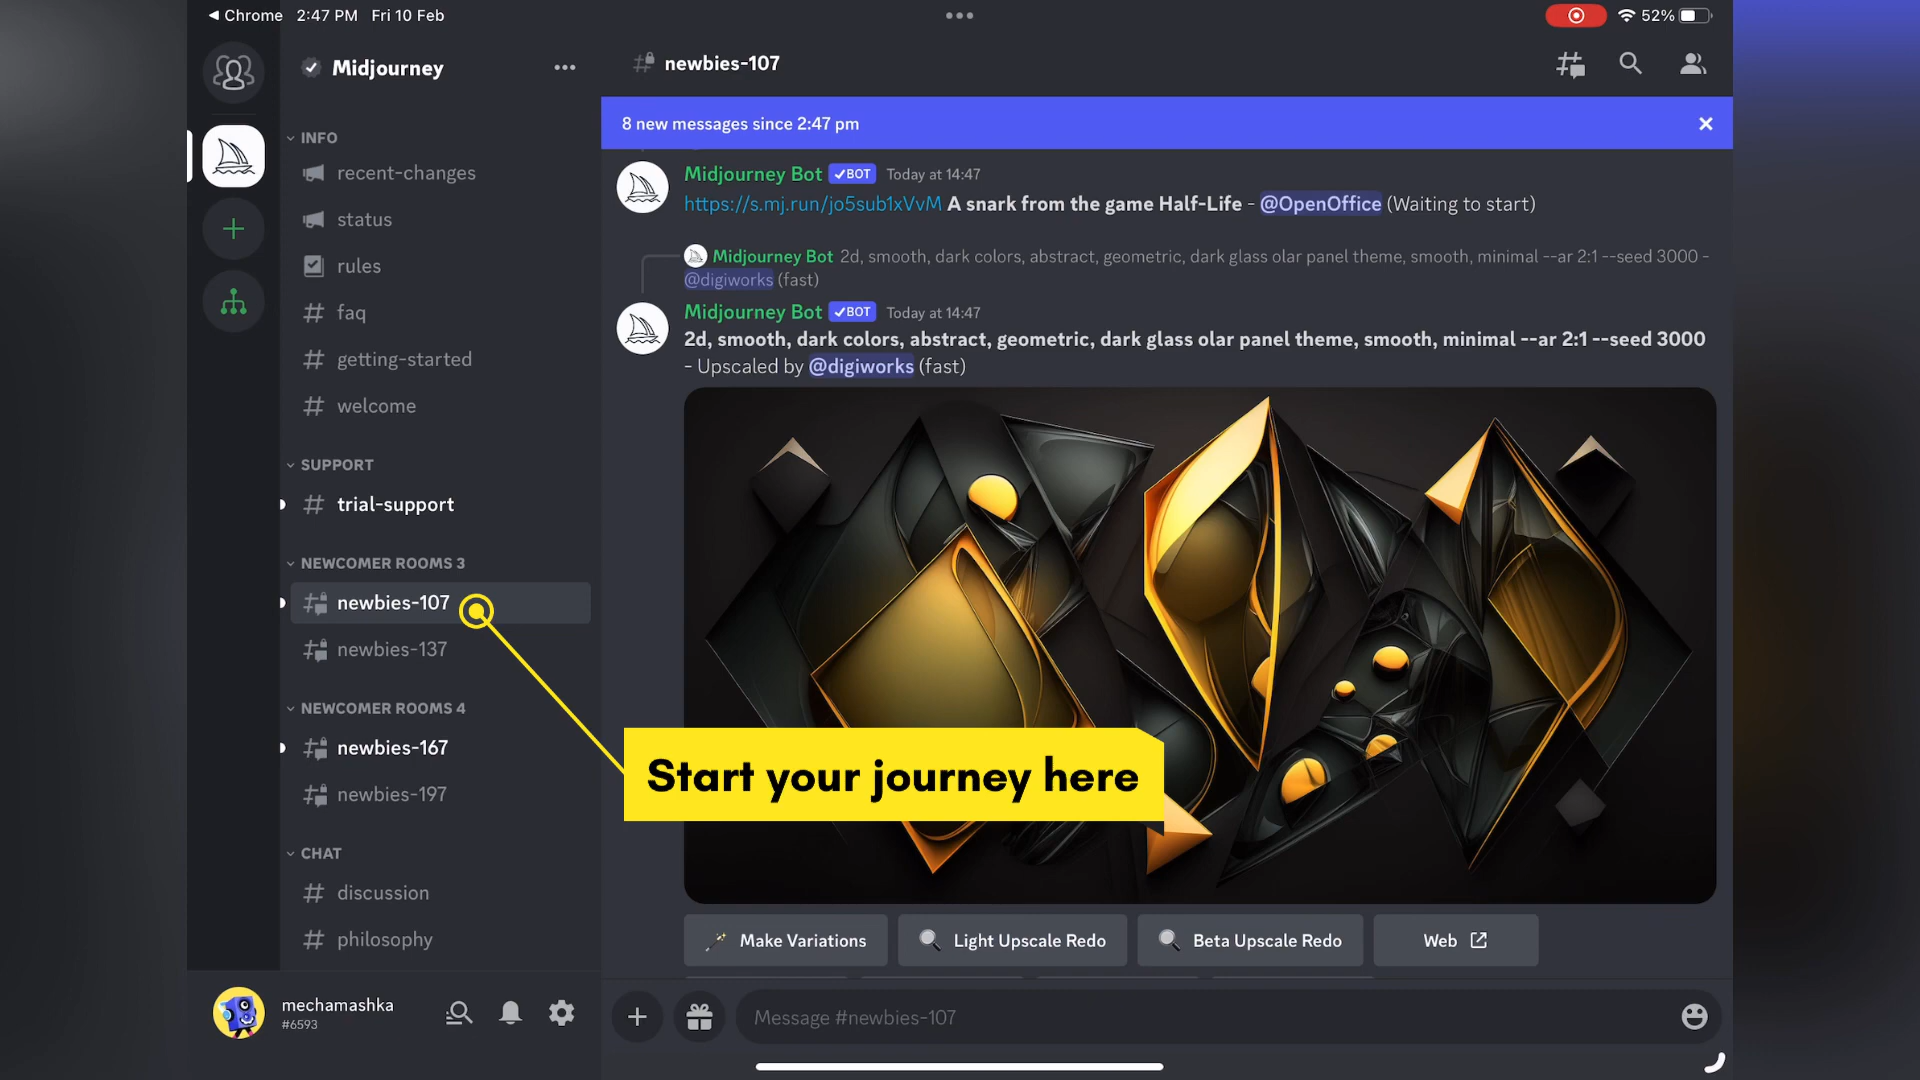 Chrome 2:47 PM Fri 10 Feb
52%
Midjourney
INFO
recent-changes
status
rules
faq
getting-started
welcome
SUPPORT
trial-support
NEWCOMER ROOMS 3
newbies-107
newbies-137
NEWCOMER ROOMS 4
newbies-167
newbies-197
CHAT
discussion
philosophy
mechamashka
#6593
newbies-107
8 new messages since 2:47 pm
Midjourney Bot BOT Today at 14:47
https://s.mj.run/jo5sub1xVvM A snark from the game Half-Life - @OpenOffice (Waiting to start)
Midjourney Bot 2d, smooth, dark colors, abstract, geometric, dark glass olar panel theme, smooth, minimal --ar 2:1 --seed 3000 -
@digiworks (fast)
Midjourney Bot BOT Today at 14:47
2d, smooth, dark colors, abstract, geometric, dark glass olar panel theme, smooth, minimal --ar 2:1 --seed 3000
- Upscaled by @digiworks (fast)
Start your journey here
Make Variations Light Upscale Redo Beta Upscale Redo Web
Message #newbies-107